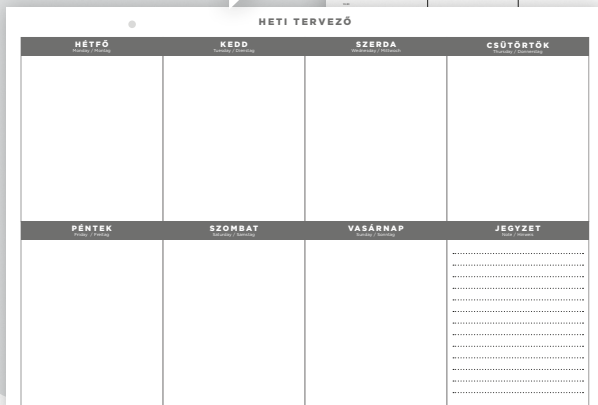 HETI TERVEZŐ
HÉTFŐ
Monday / Montag
KEDD
Tuesday / Dienstag
SZERDA
Wednesday / Mittwoch
CSÜTÖRTÖK
Thursday / Donnerstag
PÉNTEK
Friday / Freitag
SZOMBAT
Saturday / Samstag
VASÁRNAP
Sunday / Sonntag
JEGYZET
Note / Hinweis